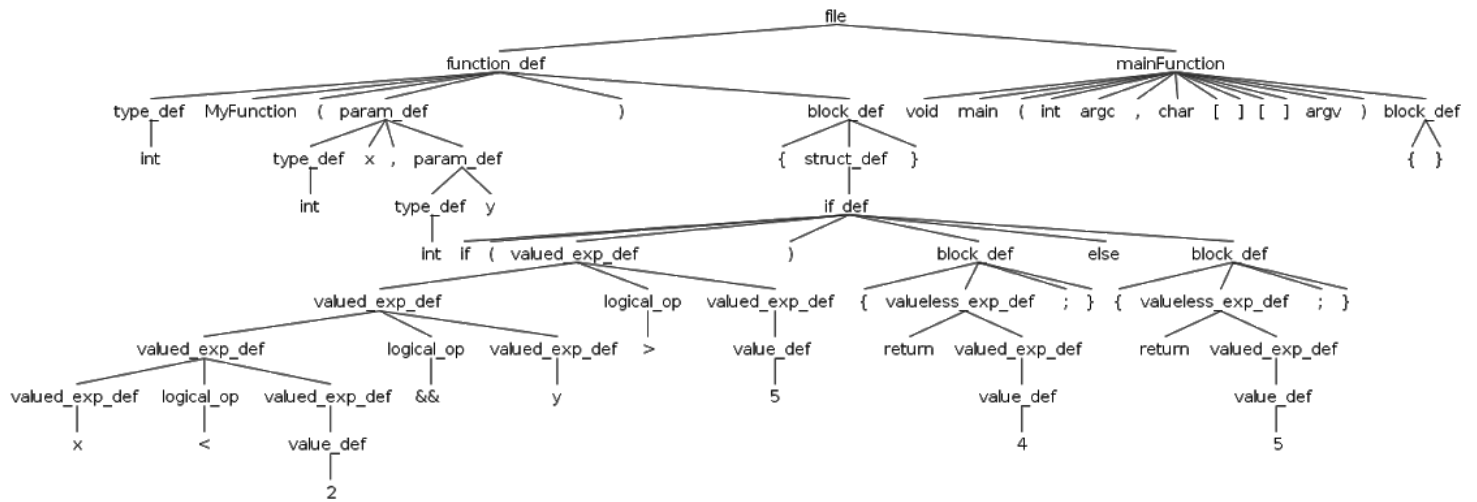 file
function_def mainFunction
type_def MyFunction ( param_def ) block_def void main ( int argc , char [ ] [ ] argv ) block_def
int type_def x , param_def { struct_def } { }
int type_def y if_def
int if ( valued_exp_def ) block_def else block_def
valued_exp_def logical_op valued_exp_def { valueless_exp_def ; } { valueless_exp_def ; }
valued_exp_def logical_op valued_exp_def > value_def return valued_exp_def return valued_exp_def
valued_exp_def logical_op valued_exp_def && y 5 value_def value_def
x < value_def 4 5
2